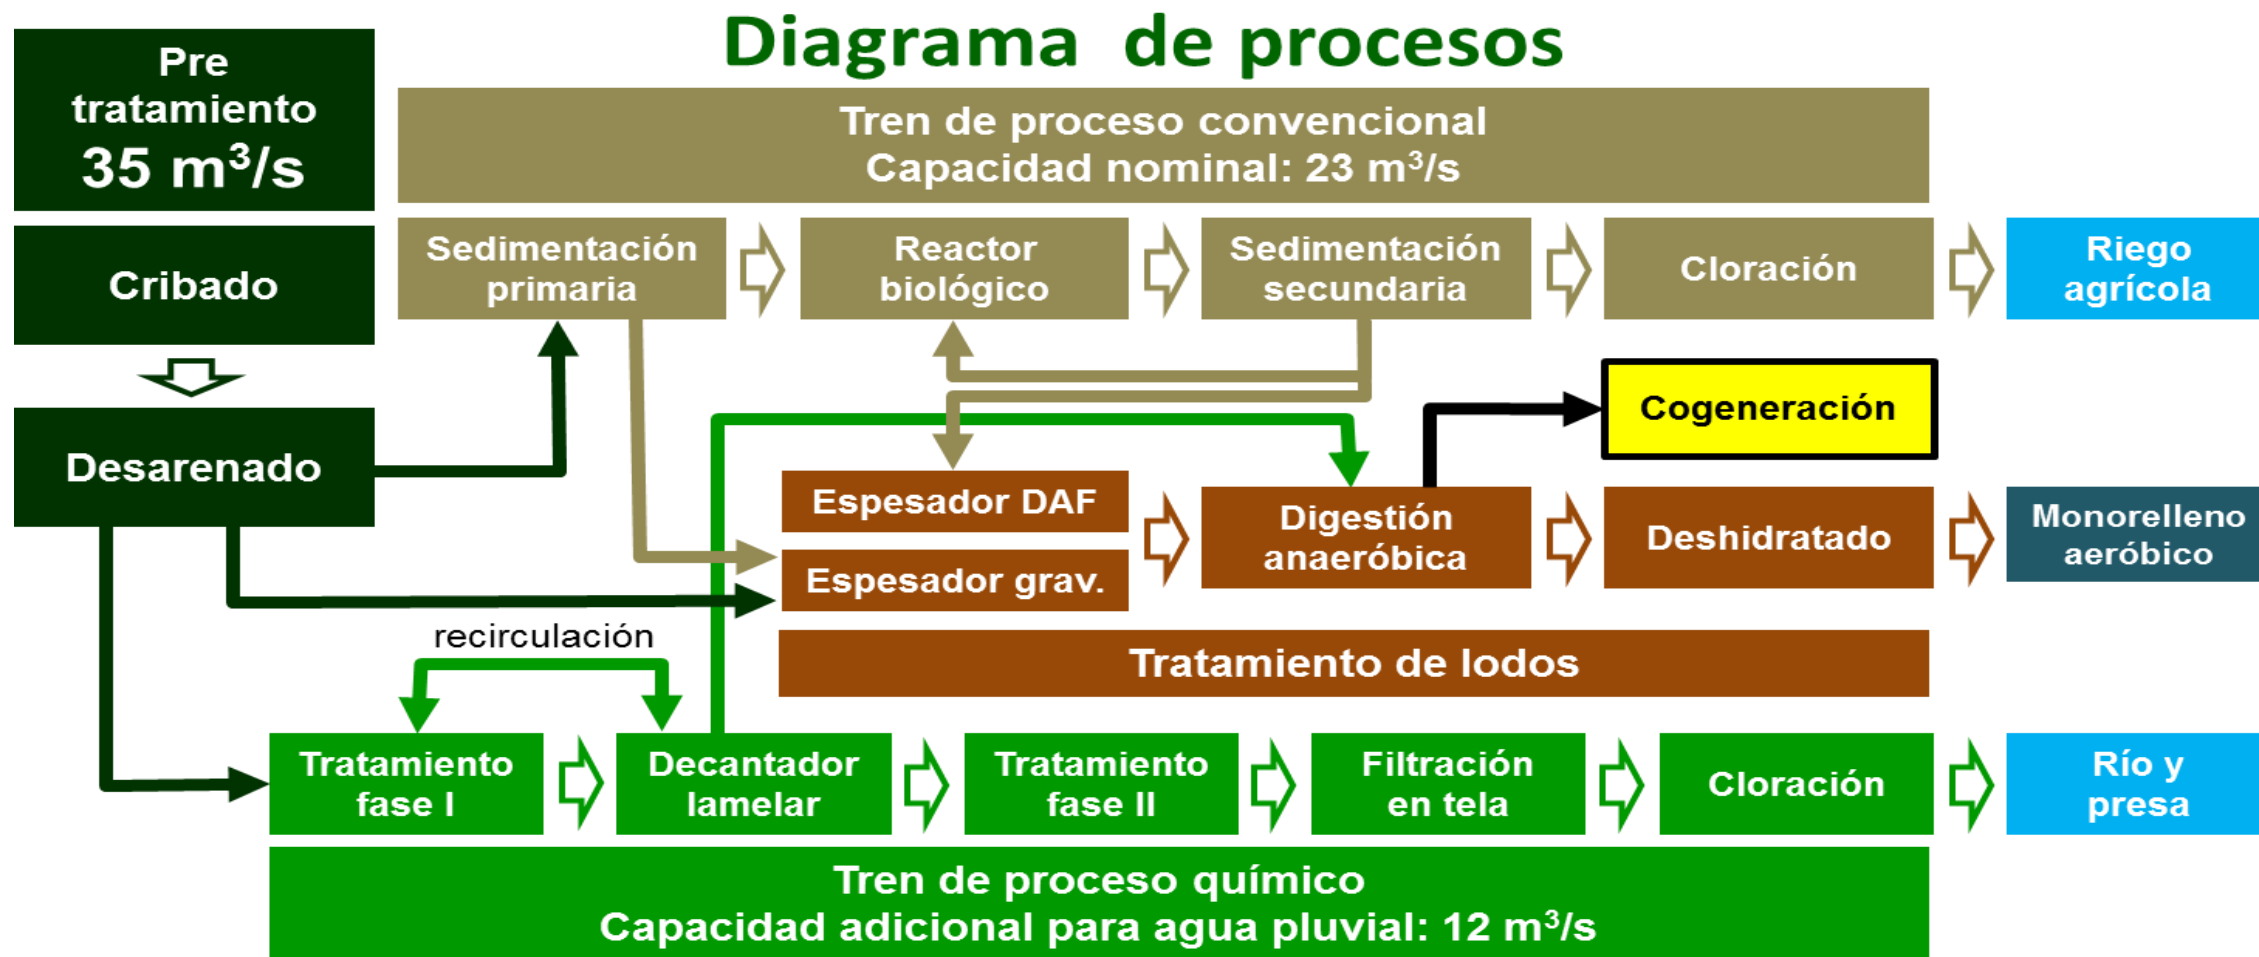 Diagrama de procesos
Pre
tratamiento
35 m³/s
Cribado
Desarenado
Tren de proceso convencional
Capacidad nominal: 23 m³/s
Sedimentación
primaria
Reactor
biológico
Sedimentación
secundaria
Cloración
Riego
agrícola
Cogeneración
Espesador DAF
Espesador grav.
Digestión
anaeróbica
Deshidratado
Monorelleno
aeróbico
Tratamiento de lodos
recirculación
Tratamiento
fase I
Decantador
lamelar
Tratamiento
fase II
Filtración
en tela
Cloración
Río y
presa
Tren de proceso químico
Capacidad adicional para agua pluvial: 12 m³/s